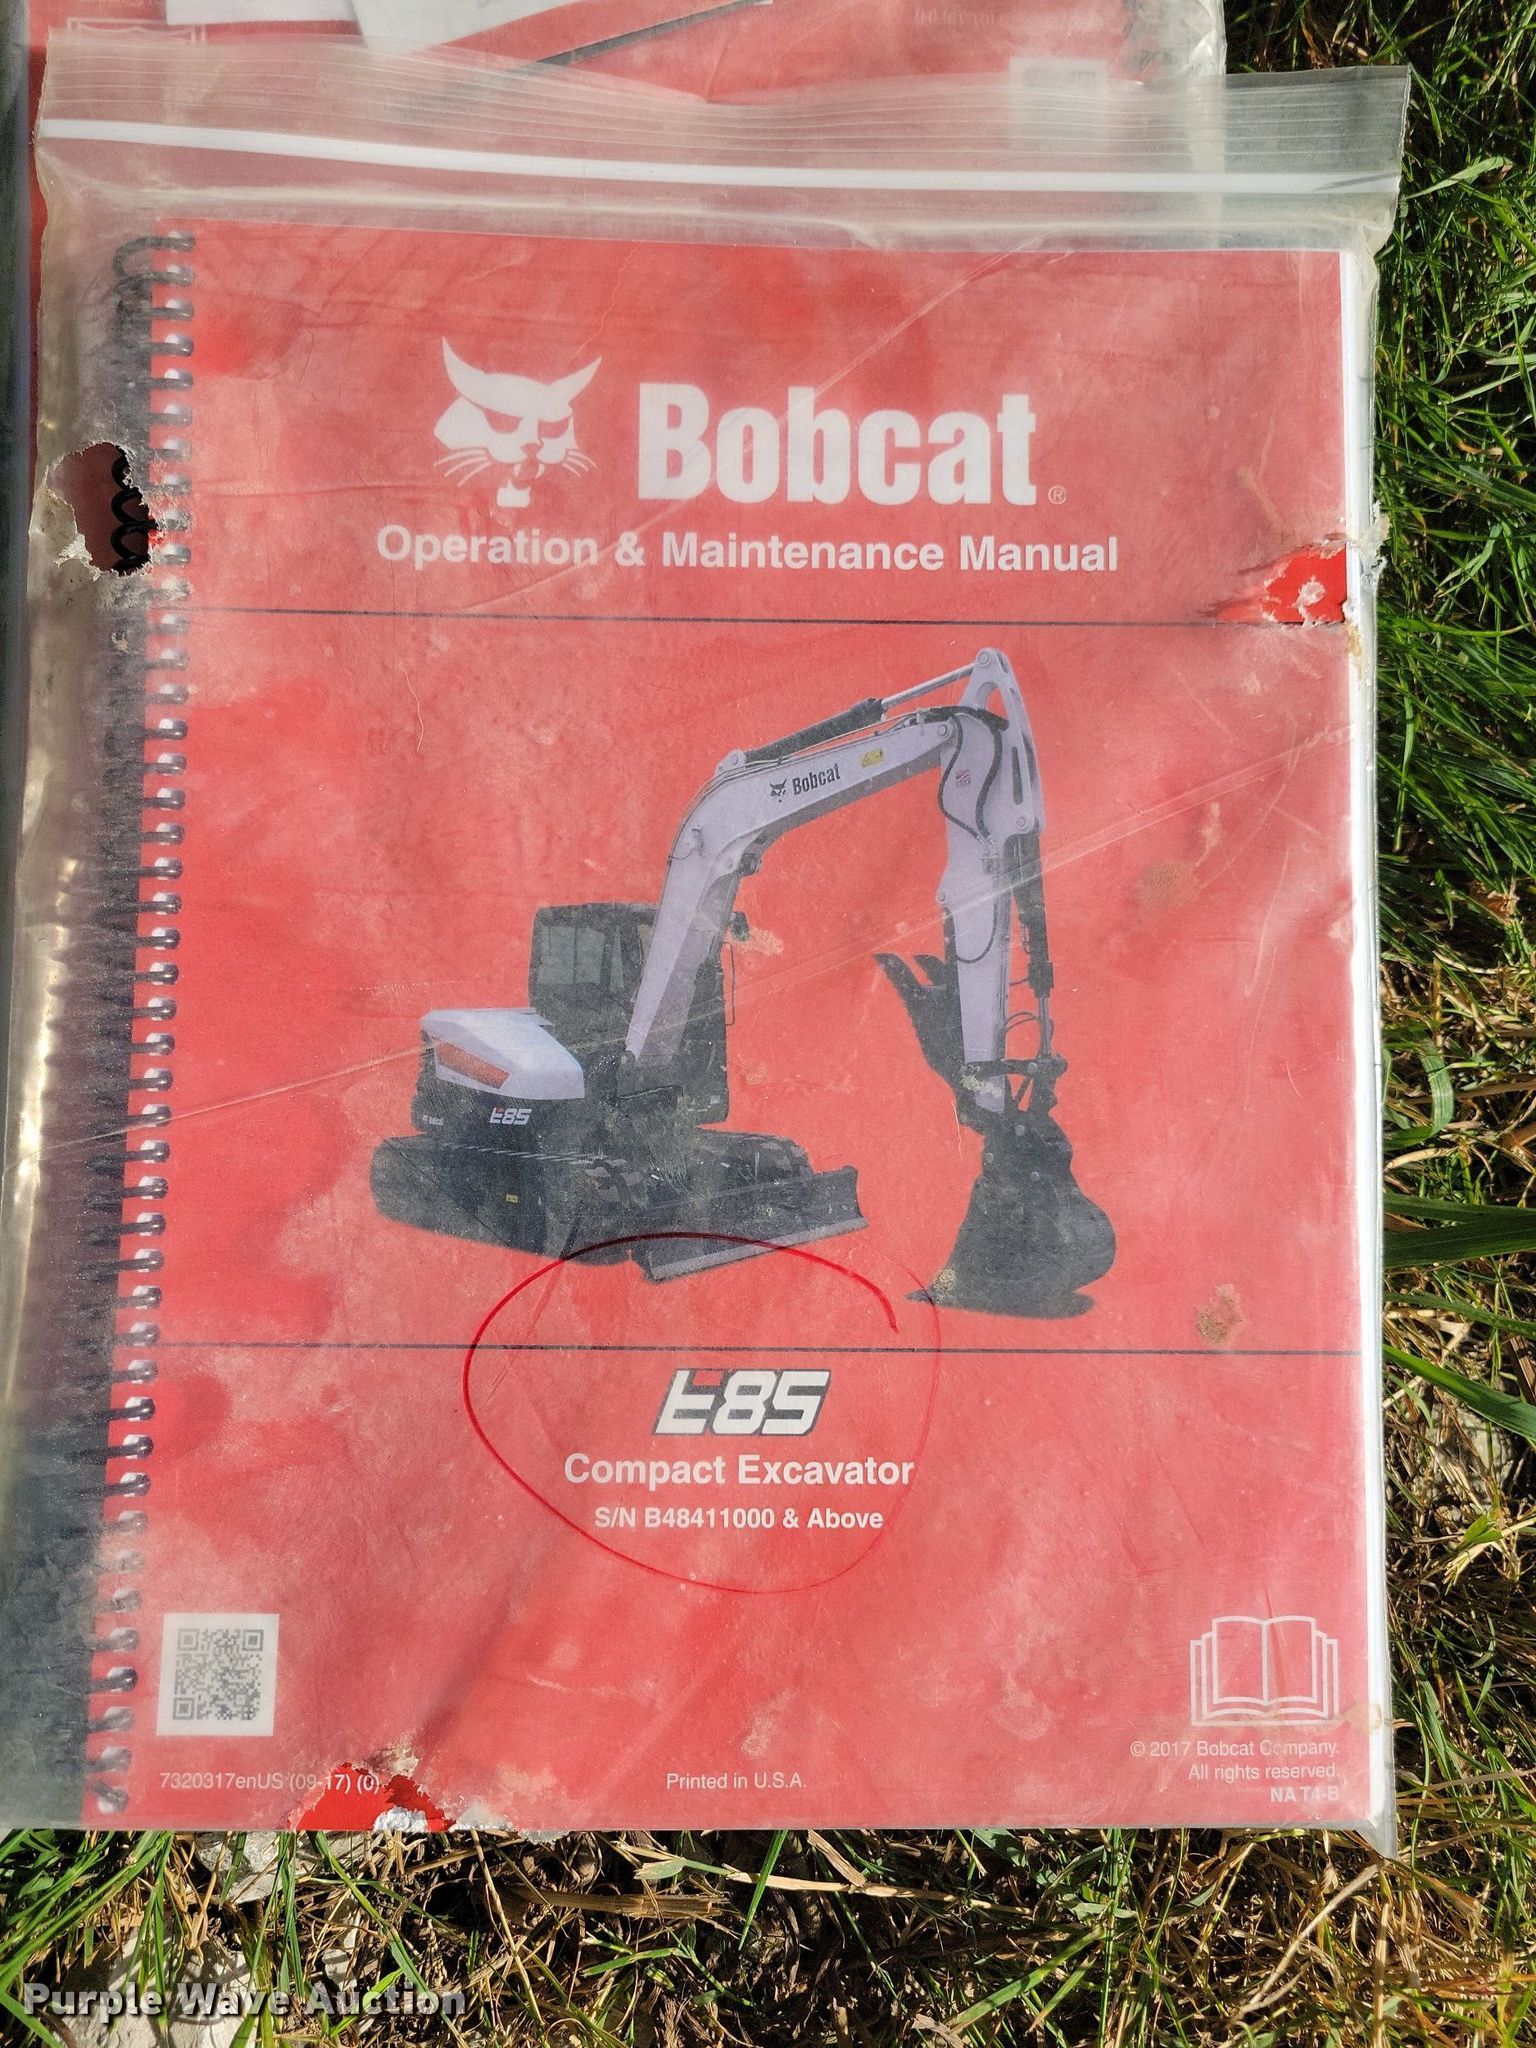 Bobcat®
Operation & Maintenance Manual
Bobcat
E85
E85
Compact Excavator
S/N B48411000 & Above
© 2017 Bobcat Company.
All rights reserved.
NA T4-B
7320317enUS (09-17) (0)
Printed in U.S.A.
Purple Wave Auction